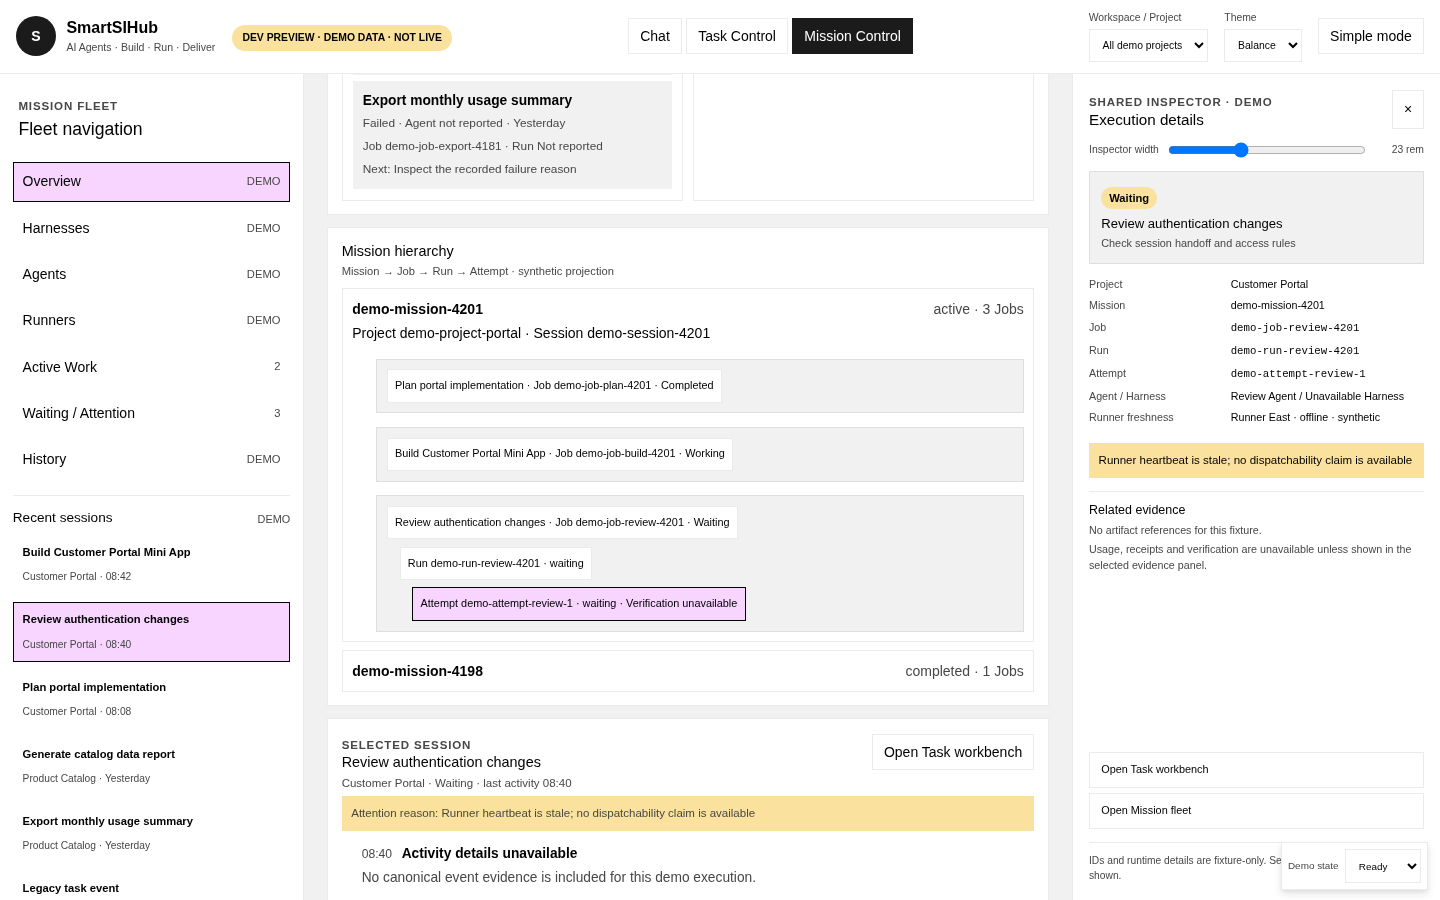 S
SmartSIHub
AI Agents · Build · Run · Deliver
DEV PREVIEW · DEMO DATA · NOT LIVE
Chat
Task Control
Mission Control
Workspace / Project
All demo projects
Theme
Balance
Simple mode
MISSION FLEET
Fleet navigation
Overview DEMO
Harnesses DEMO
Agents DEMO
Runners DEMO
Active Work 2
Waiting / Attention 3
History DEMO
Recent sessions DEMO
Build Customer Portal Mini App
Customer Portal · 08:42
Review authentication changes
Customer Portal · 08:40
Plan portal implementation
Customer Portal · 08:08
Generate catalog data report
Product Catalog · Yesterday
Export monthly usage summary
Product Catalog · Yesterday
Legacy task event
Export monthly usage summary
Failed · Agent not reported · Yesterday
Job demo-job-export-4181 · Run Not reported
Next: Inspect the recorded failure reason
Mission hierarchy
Mission → Job → Run → Attempt · synthetic projection
demo-mission-4201 active · 3 Jobs
Project demo-project-portal · Session demo-session-4201
Plan portal implementation · Job demo-job-plan-4201 · Completed
Build Customer Portal Mini App · Job demo-job-build-4201 · Working
Review authentication changes · Job demo-job-review-4201 · Waiting
Run demo-run-review-4201 · waiting
Attempt demo-attempt-review-1 · waiting · Verification unavailable
demo-mission-4198 completed · 1 Jobs
SELECTED SESSION
Review authentication changes
Customer Portal · Waiting · last activity 08:40
Open Task workbench
Attention reason: Runner heartbeat is stale; no dispatchability claim is available
08:40 Activity details unavailable
No canonical event evidence is included for this demo execution.
SHARED INSPECTOR · DEMO
Execution details
×
Inspector width 23 rem
Waiting
Review authentication changes
Check session handoff and access rules
Project Customer Portal
Mission demo-mission-4201
Job demo-job-review-4201
Run demo-run-review-4201
Attempt demo-attempt-review-1
Agent / Harness Review Agent / Unavailable Harness
Runner freshness Runner East · offline · synthetic
Runner heartbeat is stale; no dispatchability claim is available
Related evidence
No artifact references for this fixture.
Usage, receipts and verification are unavailable unless shown in the
selected evidence panel.
Open Task workbench
Open Mission fleet
IDs and runtime details are fixture-only. Se
shown.
Demo state Ready